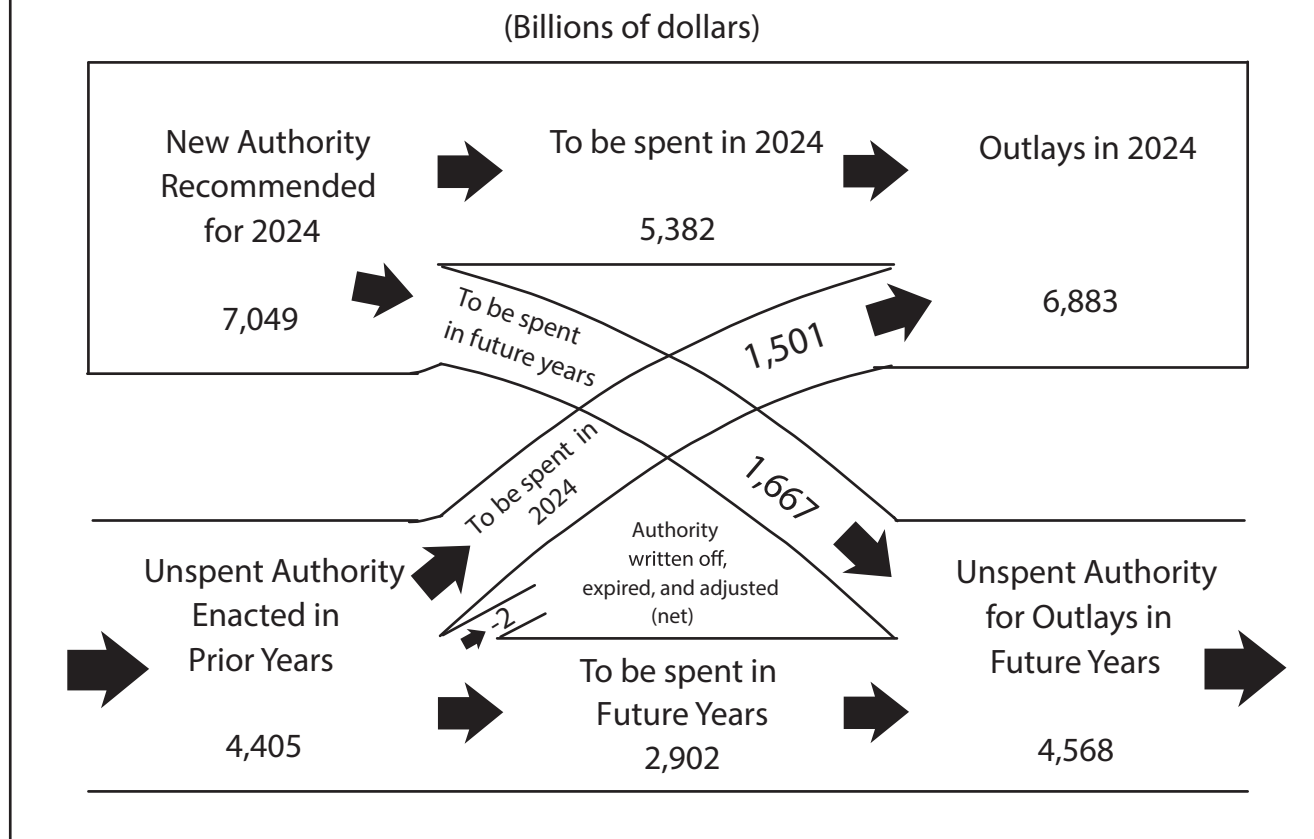 (Billions of dollars)
New Authority
Recommended
for 2024
7,049
To be spent in 2024
5,382
Outlays in 2024
6,883
To be spent
in future years
1,501
To be spent in
2024
1,667
Authority
written off,
expired, and adjusted
(net)
-2
Unspent Authority
Enacted in
Prior Years
4,405
To be spent in
Future Years
2,902
Unspent Authority
for Outlays in
Future Years
4,568